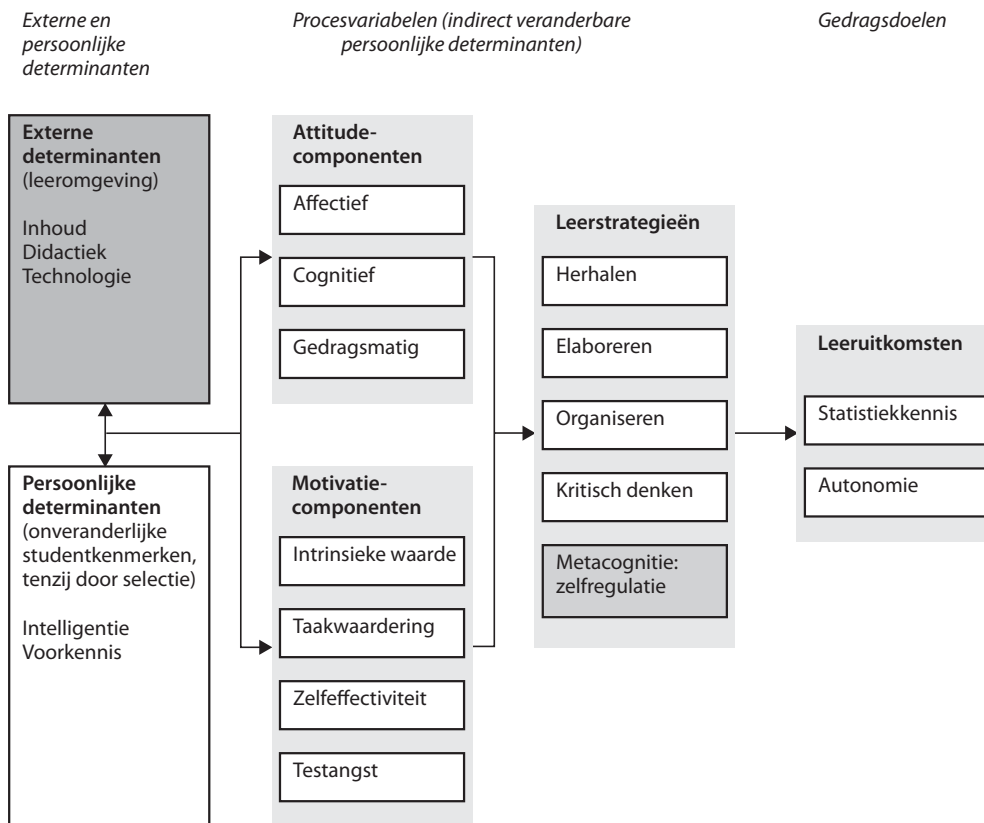 Externe en
persoonlijke
determinanten
Procesvariabelen (indirect veranderbare
persoonlijke determinanten)
Gedragsdoelen
Externe
determinanten
(leeromgeving)
Inhoud
Didactiek
Technologie
Persoonlijke
determinanten
(onveranderlijke
studentkenmerken,
tenzij door selectie)
Intelligentie
Voorkennis
Attitude-
componenten
Affectief
Cognitief
Gedragsmatig
Motivatie-
componenten
Intrinsieke waarde
Taakwaardering
Zelfeffectiviteit
Testangst
Leerstrategieën
Herhalen
Elaboreren
Organiseren
Kritisch denken
Metacognitie:
zelfregulatie
Leeruitkomsten
Statistiekkennis
Autonomie